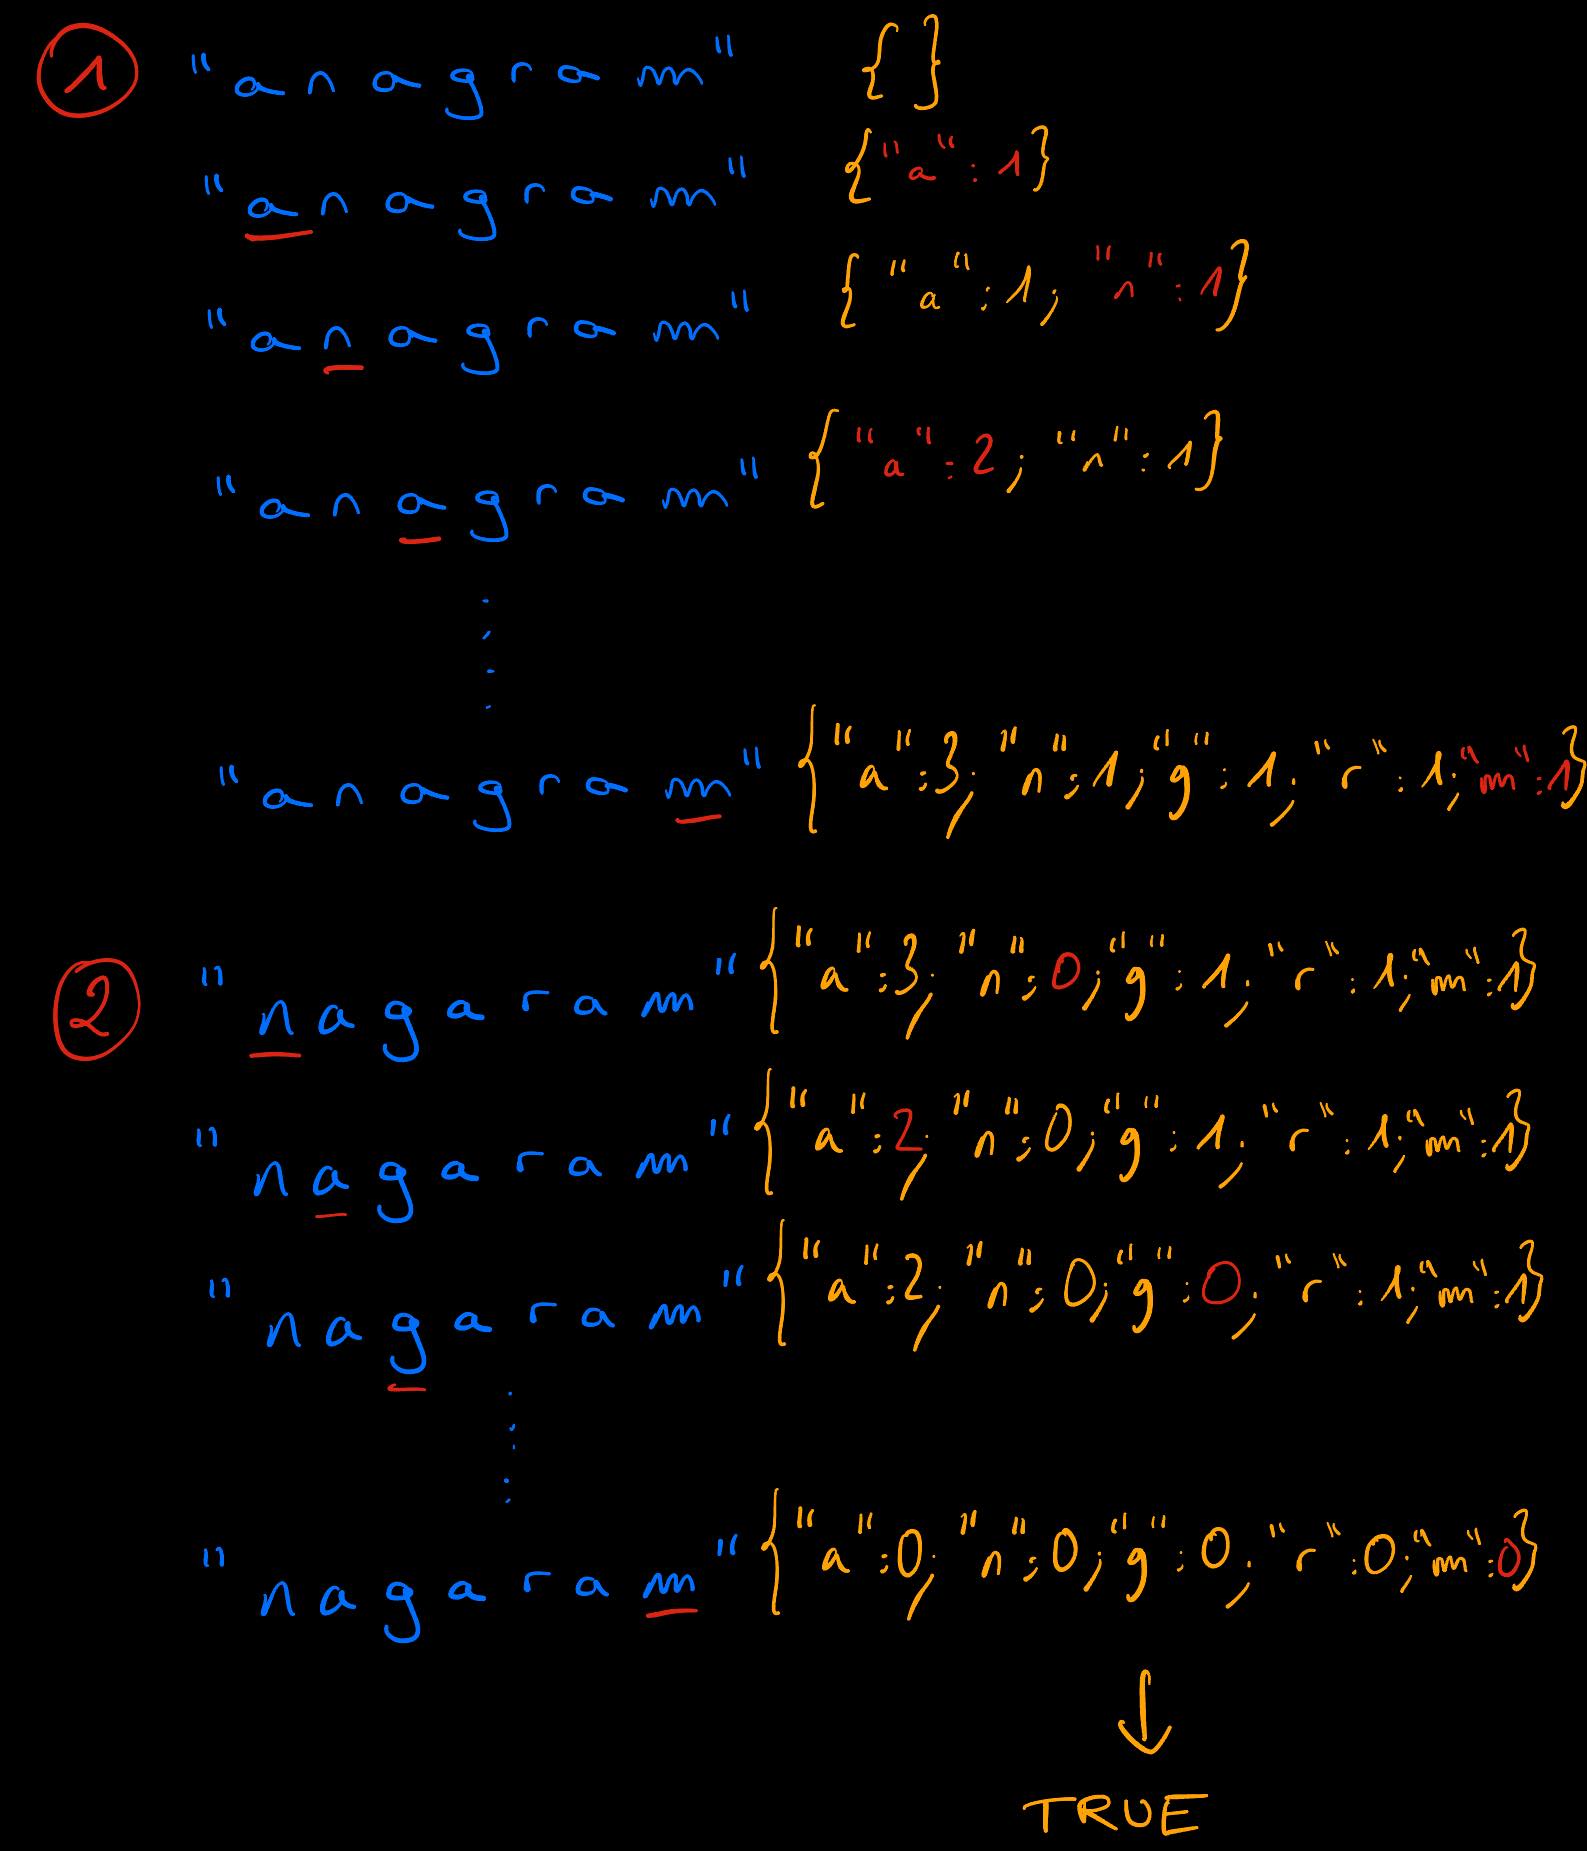 1 "anagram" { }
"anagram" {"a": 1}
"anagram" {"a": 1; "n": 1}
"anagram" {"a": 2; "n": 1}
"anagram" {"a": 3; "n": 1; "g": 1; "r": 1; "m": 1}
2 "nagaram" {"a": 3; "n": 0; "g": 1; "r": 1; "m": 1}
"nagaram" {"a": 2; "n": 0; "g": 1; "r": 1; "m": 1}
"nagaram" {"a": 2; "n": 0; "g": 0; "r": 1; "m": 1}
"nagaram" {"a": 0; "n": 0; "g": 0; "r": 0; "m": 0}
TRUE